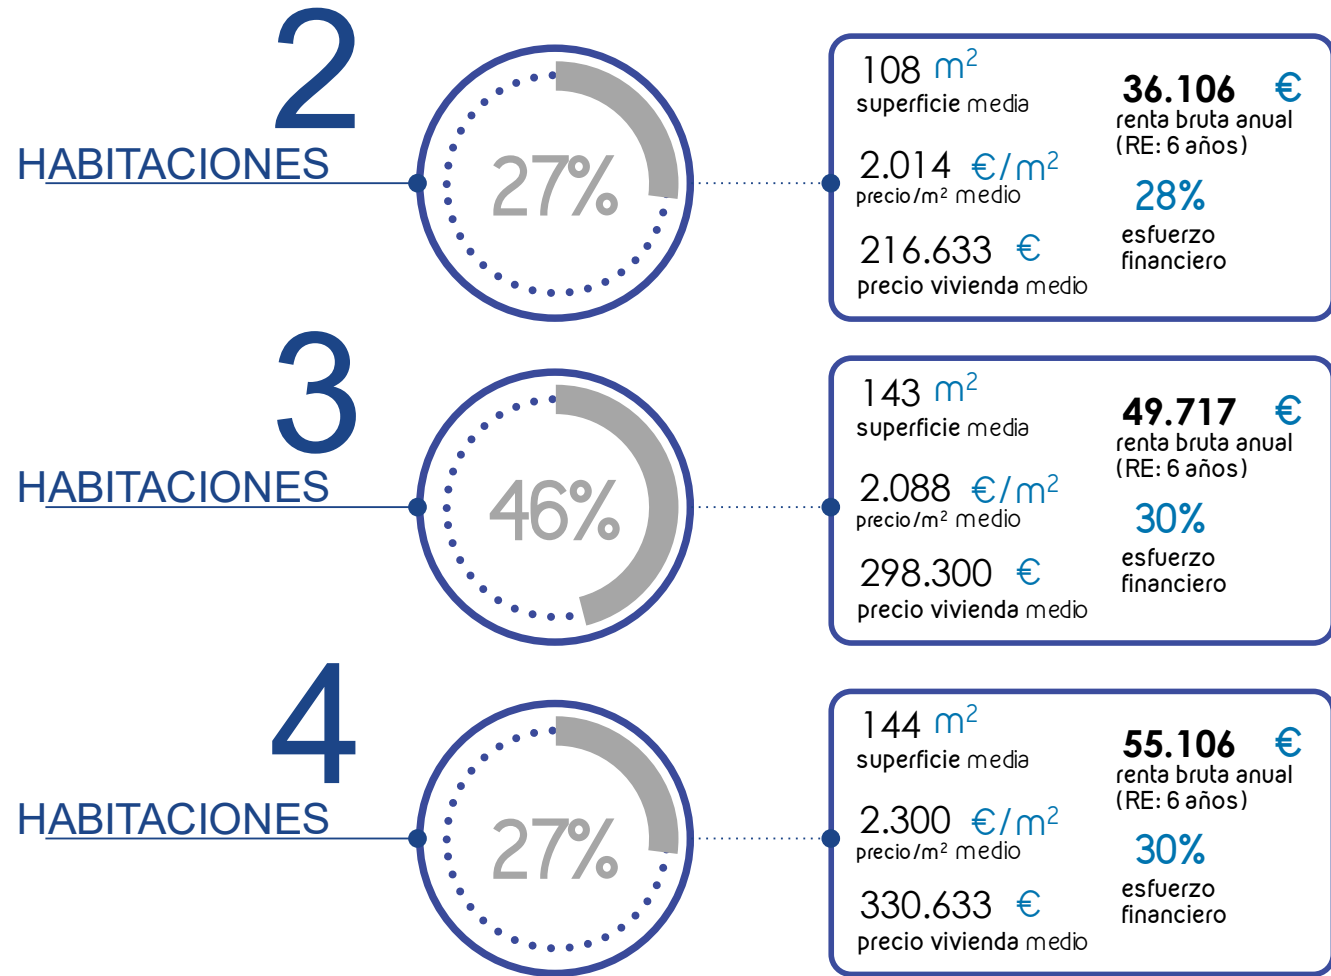 2
HABITACIONES
27%
108 m²
superficie media
2.014 €/m²
precio/m² medio
216.633 €
precio vivienda medio
36.106 €
renta bruta anual
(RE: 6 años)
28%
esfuerzo
financiero
3
HABITACIONES
46%
143 m²
superficie media
2.088 €/m²
precio/m² medio
298.300 €
precio vivienda medio
49.717 €
renta bruta anual
(RE: 6 años)
30%
esfuerzo
financiero
4
HABITACIONES
27%
144 m²
superficie media
2.300 €/m²
precio/m² medio
330.633 €
precio vivienda medio
55.106 €
renta bruta anual
(RE: 6 años)
30%
esfuerzo
financiero